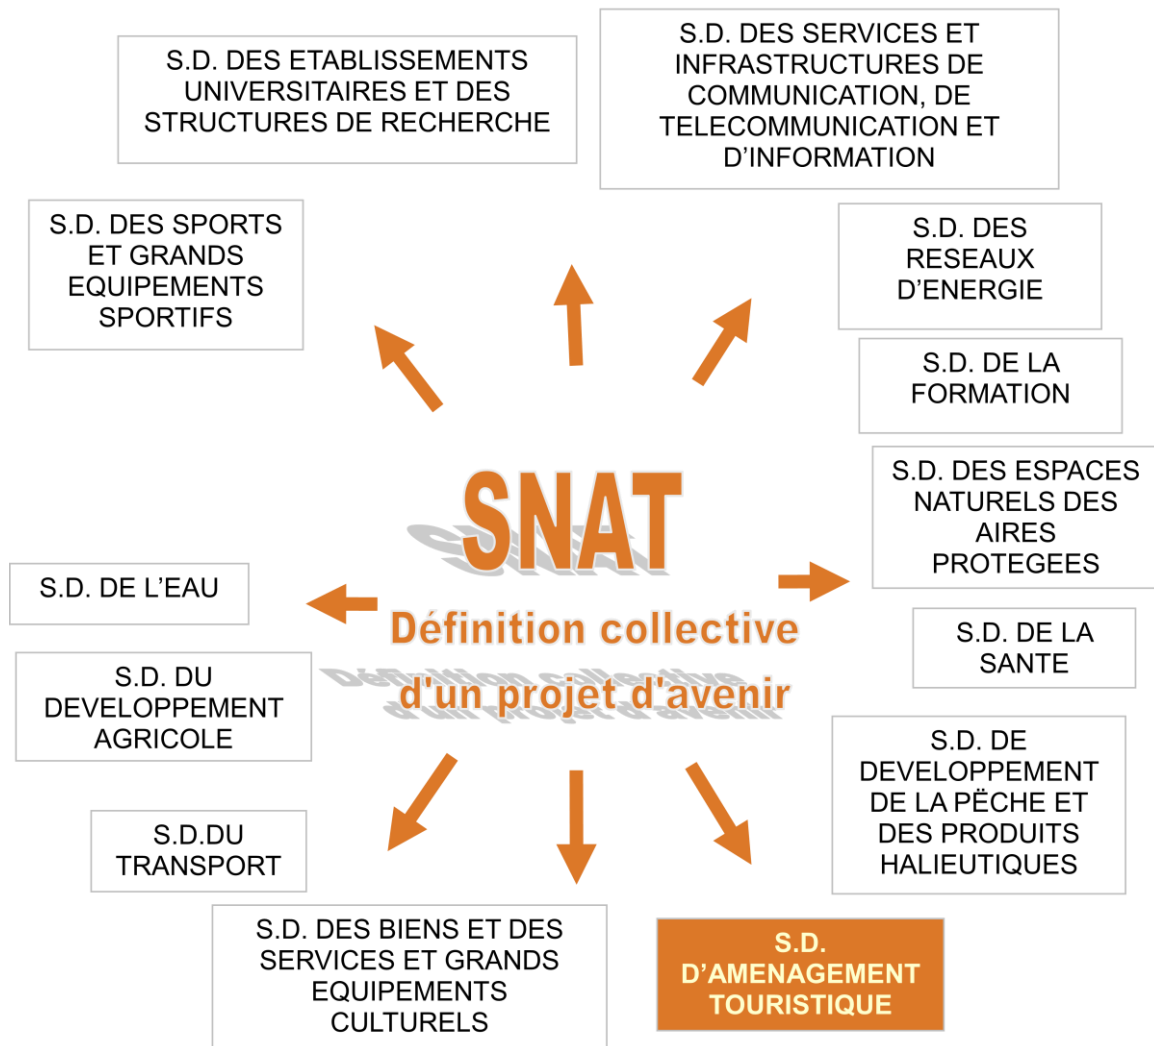 S.D. DES ETABLISSEMENTS
UNIVERSITAIRES ET DES
STRUCTURES DE RECHERCHE
S.D. DES SERVICES ET
INFRASTRUCTURES DE
COMMUNICATION, DE
TELECOMMUNICATION ET
D'INFORMATION
S.D. DES SPORTS
ET GRANDS
EQUIPEMENTS
SPORTIFS
S.D. DES
RESEAUX
D'ENERGIE
S.D. DE LA
FORMATION
S.D. DES ESPACES
NATURELS DES
AIRES
PROTEGEES
SNAT
Définition collective
d'un projet d'avenir
S.D. DE L'EAU
S.D. DE LA
SANTE
S.D. DU
DEVELOPPEMENT
AGRICOLE
S.D. DE
DEVELOPPEMENT
DE LA PËCHE ET
DES PRODUITS
HALIEUTIQUES
S.D.DU
TRANSPORT
S.D. DES BIENS ET DES
SERVICES ET GRANDS
EQUIPEMENTS
CULTURELS
S.D.
D'AMENAGEMENT
TOURISTIQUE